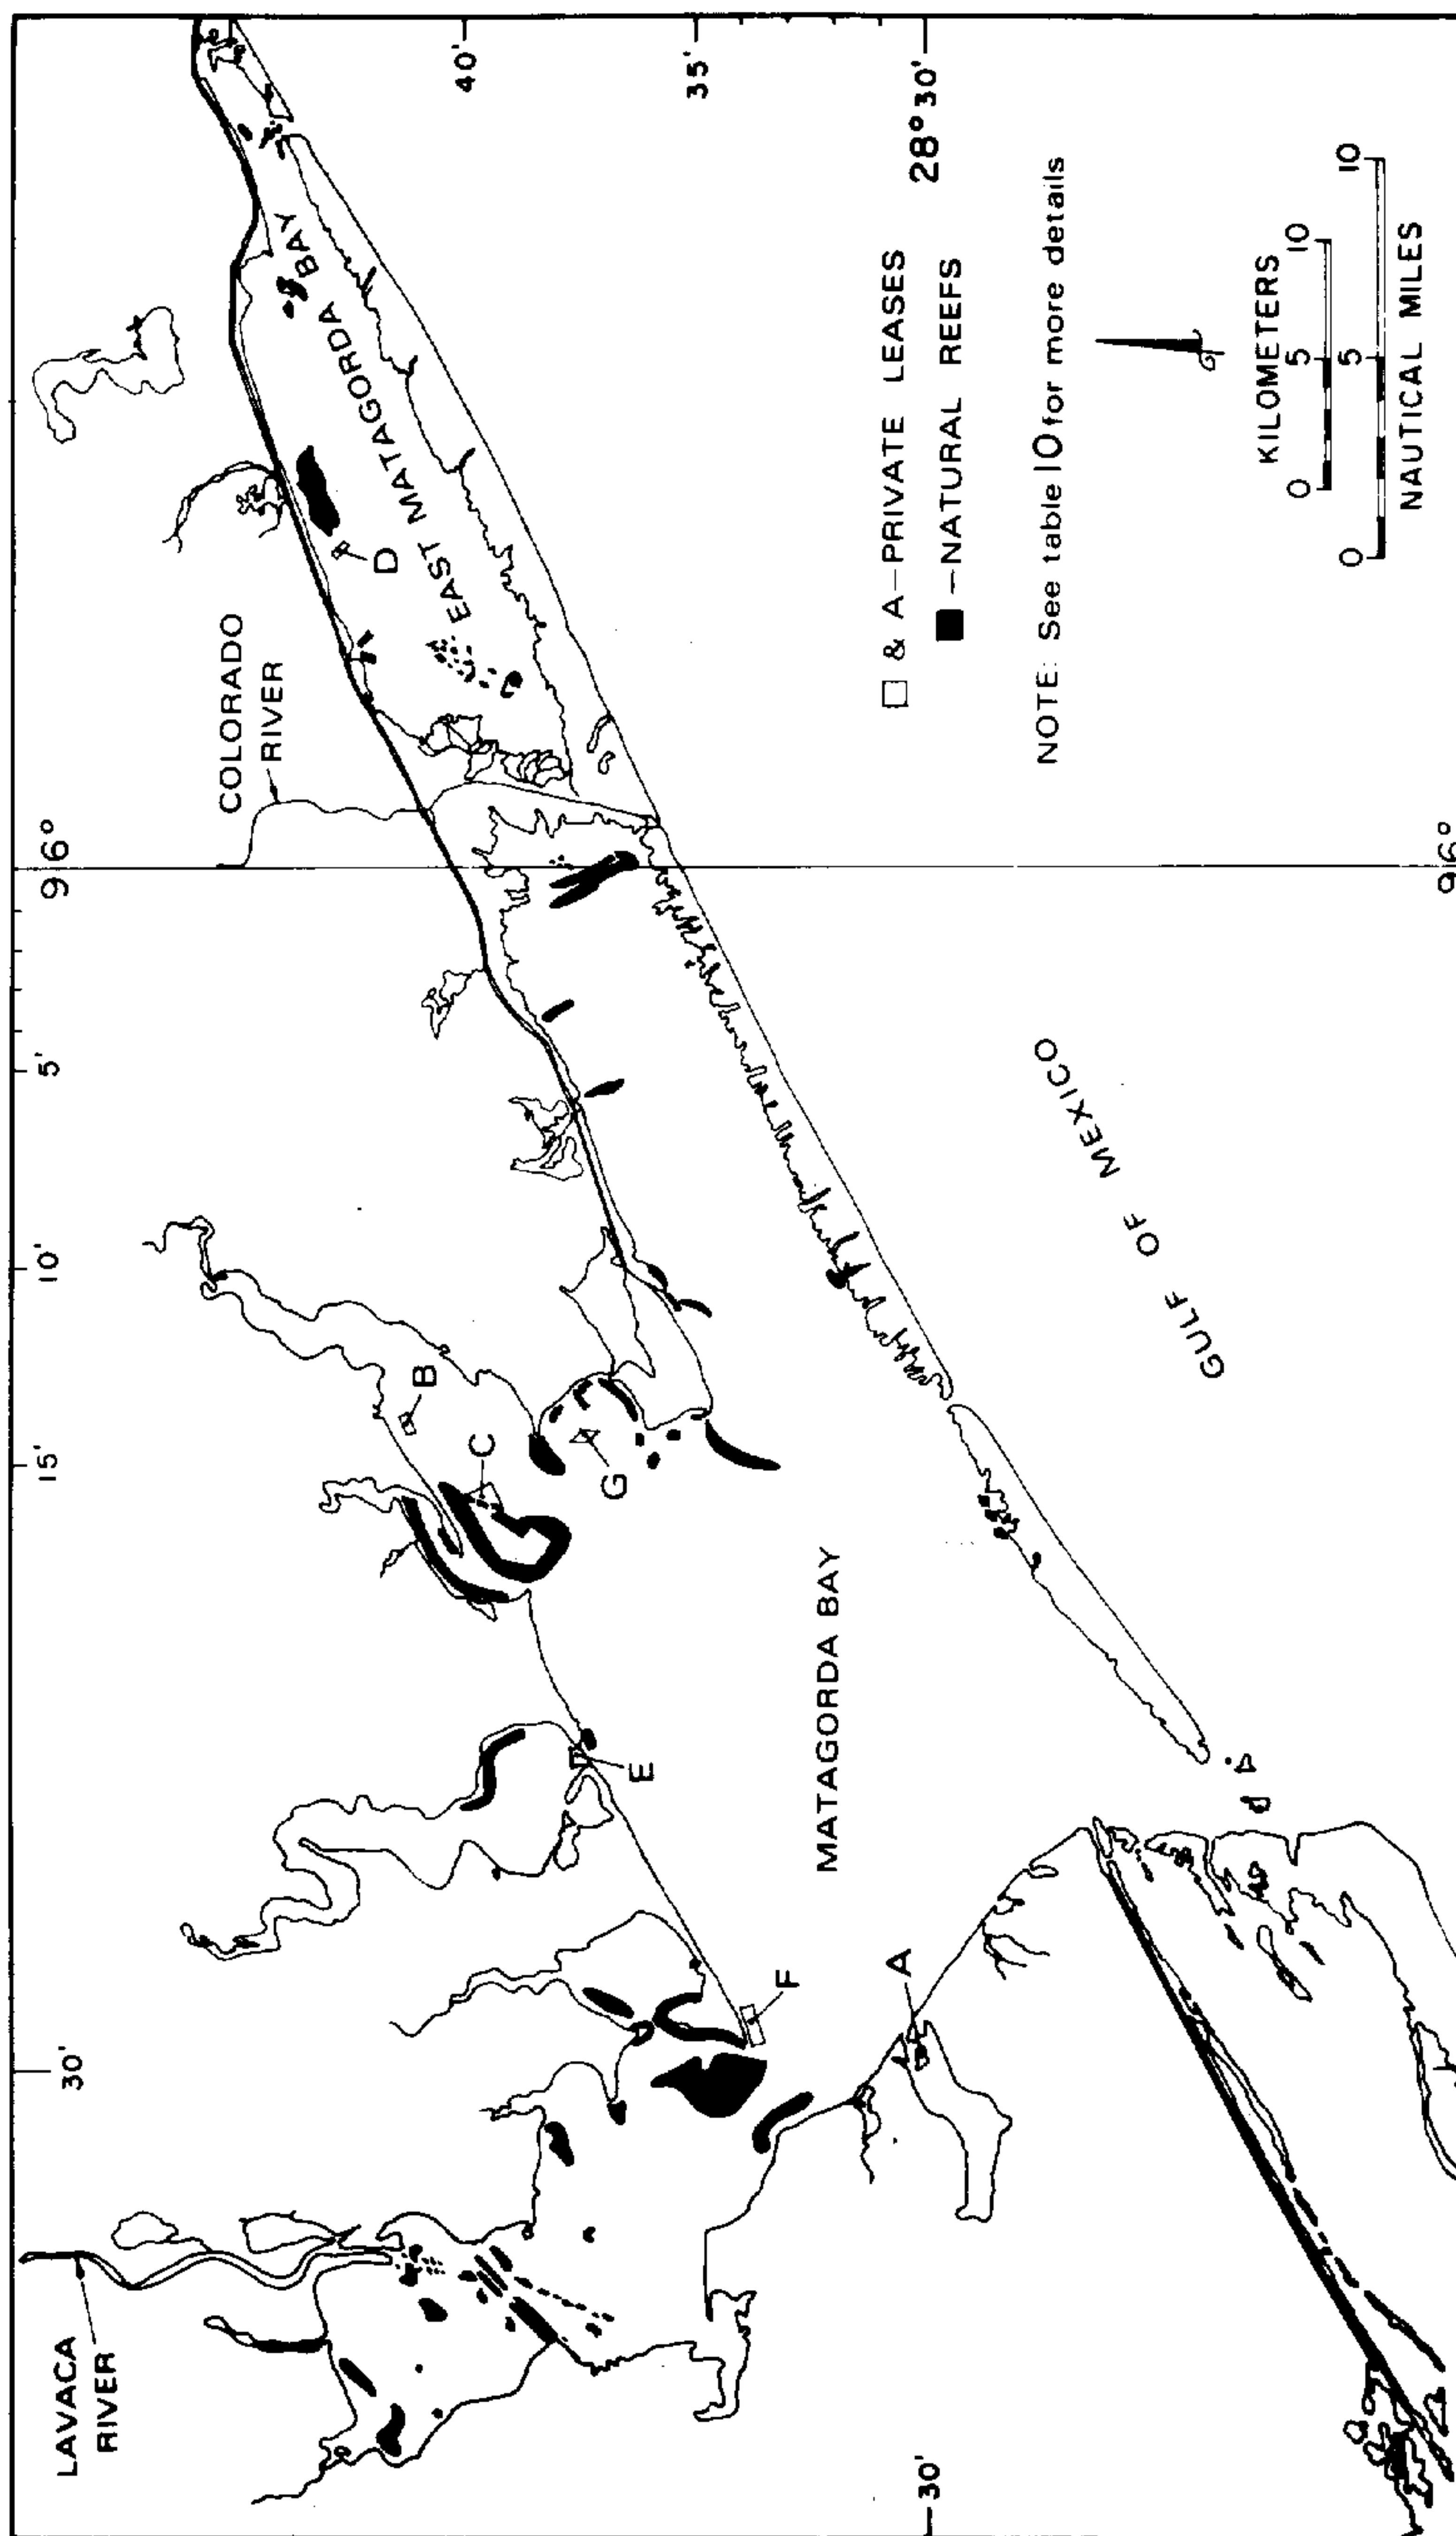 LAVACA
RIVER
30'
15'
10'
5'
96°
COLORADO
RIVER
B
C
G
E
F
A
D
EAST MATAGORDA BAY
MATAGORDA BAY
GULF OF MEXICO
40'
35'
28°30'
30'
96°
□ & A-PRIVATE LEASES
■ -NATURAL REEFS
NOTE: See table 10 for more details
KILOMETERS
0 5 10
0 5 10
NAUTICAL MILES